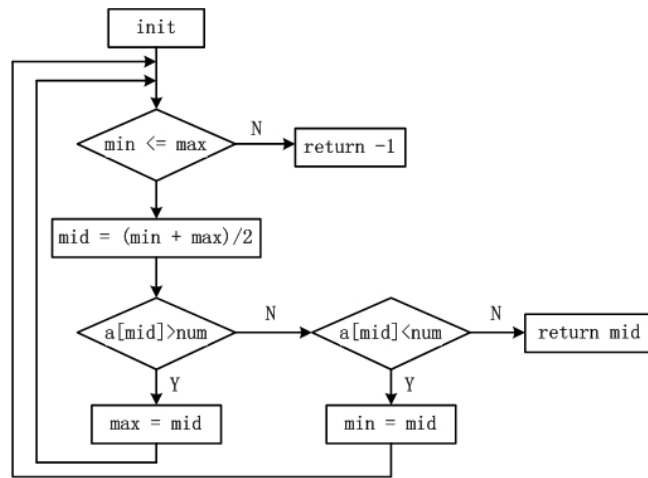 init
min <= max
N
return -1
mid = (min + max)/2
a[mid]>num
N
a[mid]<num
N
return mid
Y
Y
max = mid
min = mid